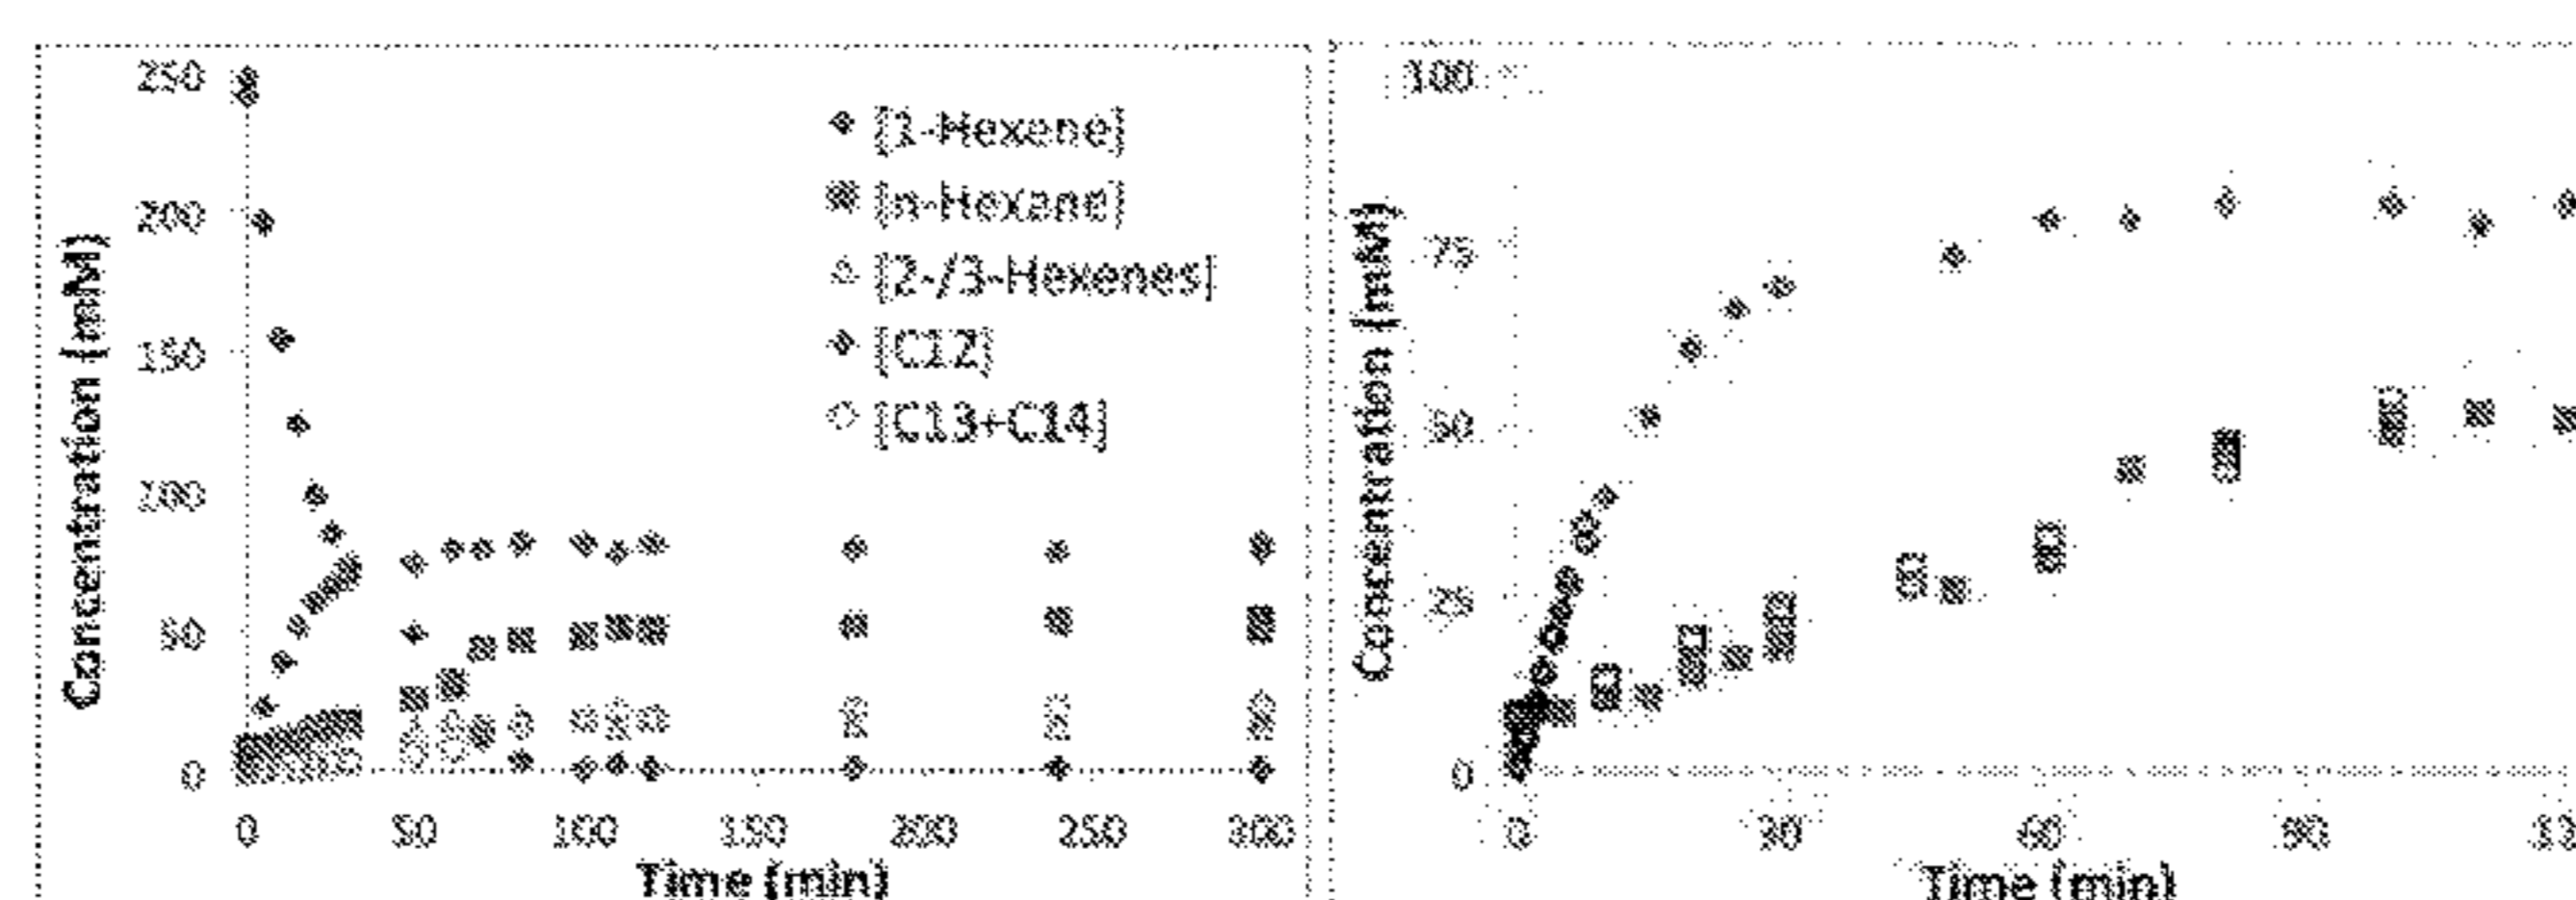 250
200
150
100
50
0
Concentration (mM)
[1-Hexene]
[n-Hexane]
[2-/3-Hexenes]
[C12]
[C13+C14]
0 50 100 150 200 250 300
Time (min)
100
75
50
25
0
Concentration (mM)
0 30 60 90
Time (min)